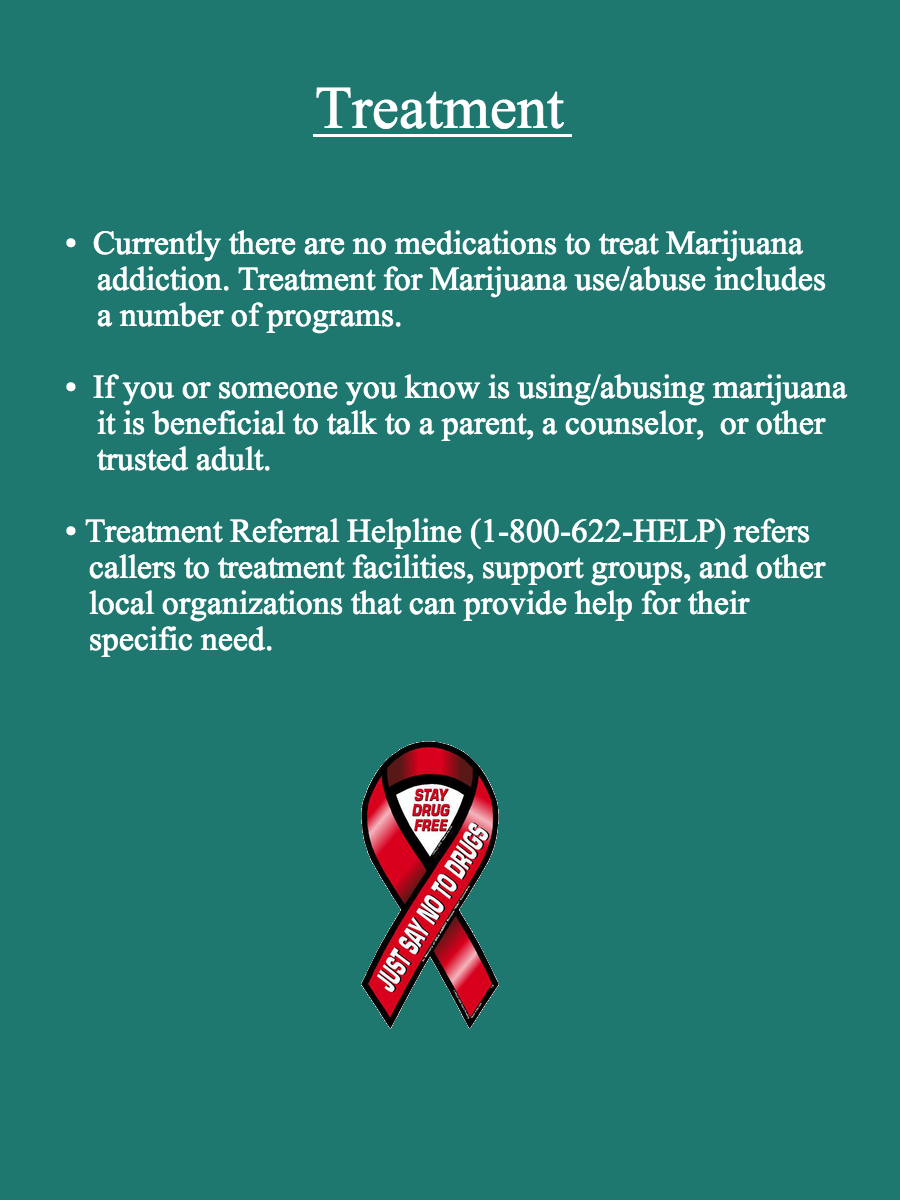 Treatment
• Currently there are no medications to treat Marijuana
addiction. Treatment for Marijuana use/abuse includes
a number of programs.
• If you or someone you know is using/abusing marijuana
it is beneficial to talk to a parent, a counselor,  or other
trusted adult.
• Treatment Referral Helpline (1-800-622-HELP) refers
callers to treatment facilities, support groups, and other
local organizations that can provide help for their
specific need.
STAY
DRUG
FREE
JUST SAY NO TO DRUGS